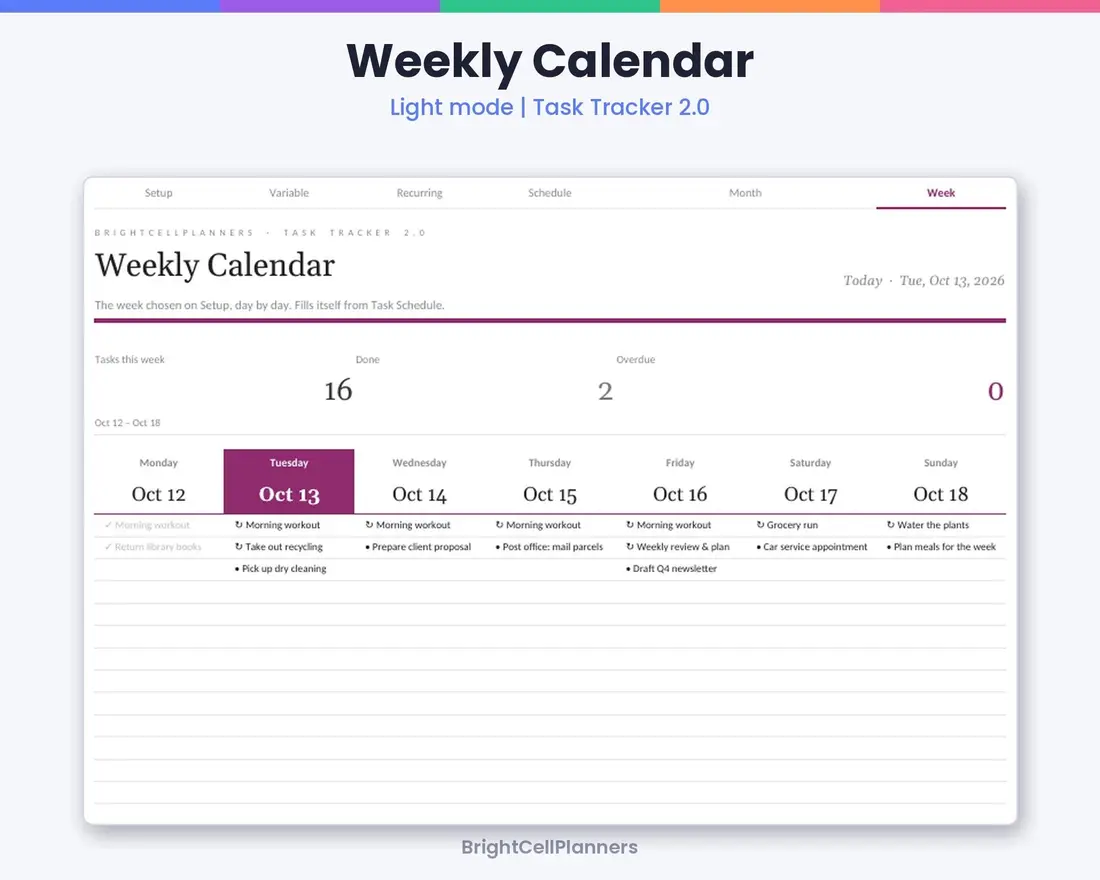 Weekly Calendar
Light mode | Task Tracker 2.0
Setup Variable Recurring Schedule Month Week
BRIGHTCELLPLANNERS · TASK TRACKER 2.0
Weekly Calendar
Today · Tue, Oct 13, 2026
The week chosen on Setup, day by day. Fills itself from Task Schedule.
Tasks this week Done Overdue
16 2 0
Oct 12 – Oct 18
Monday Tuesday Wednesday Thursday Friday Saturday Sunday
Oct 12 Oct 13 Oct 14 Oct 15 Oct 16 Oct 17 Oct 18
✓ Morning workout ↻ Morning workout ↻ Morning workout ↻ Morning workout ↻ Morning workout ↻ Grocery run ↻ Water the plants
✓ Return library books ↻ Take out recycling • Prepare client proposal • Post office: mail parcels ↻ Weekly review & plan • Car service appointment • Plan meals for the week
• Pick up dry cleaning • Draft Q4 newsletter
BrightCellPlanners